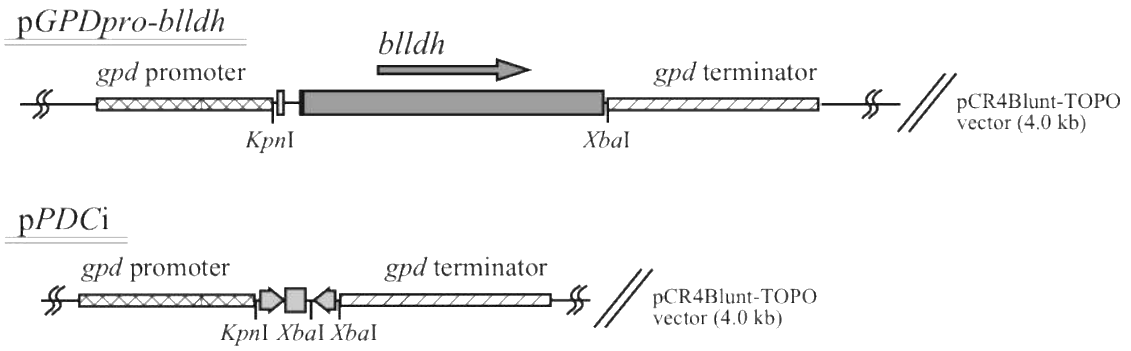 pGPDpro-blldh
blldh
gpd promoter
gpd terminator
KpnI
XbaI
pCR4Blunt-TOPO
vector (4.0 kb)
pPDCi
gpd promoter
gpd terminator
KpnI XbaI XbaI
pCR4Blunt-TOPO
vector (4.0 kb)